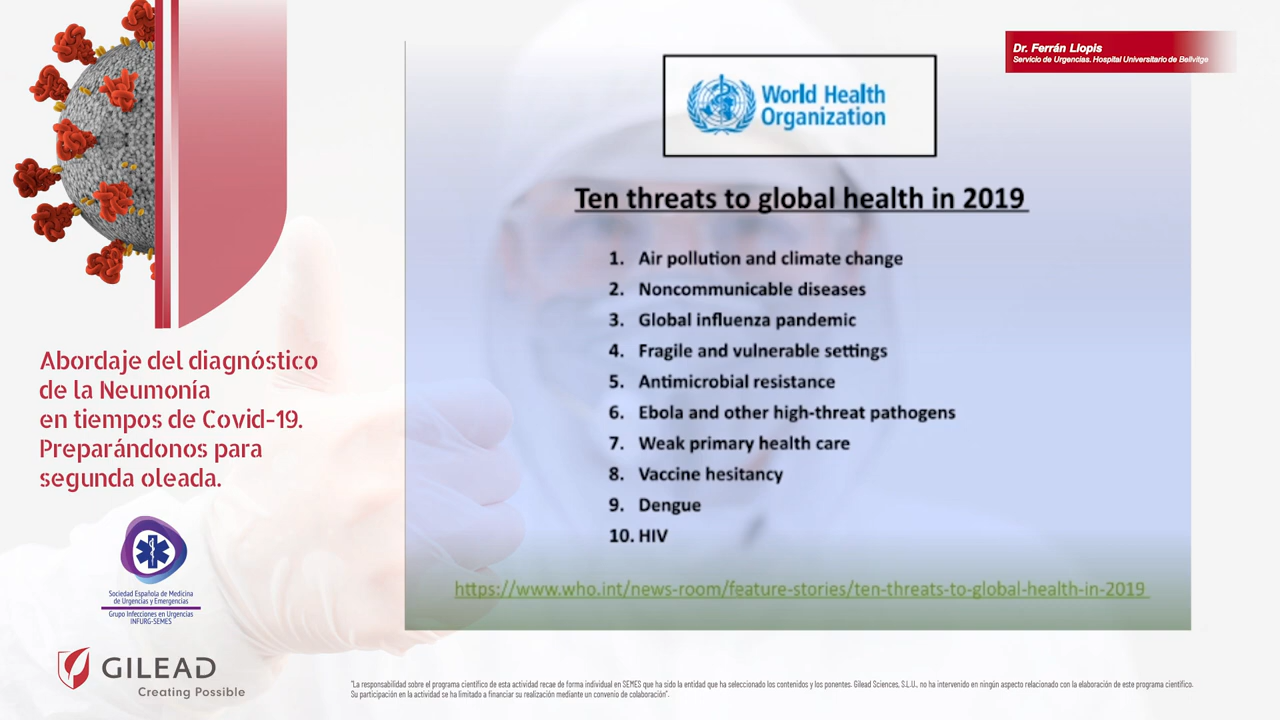 Dr. Ferrán Llopis
Servicio de Urgencias. Hospital Universitario de Bellvitge
World Health
Organization
Ten threats to global health in 2019
1. Air pollution and climate change
2. Noncommunicable diseases
3. Global influenza pandemic
4. Fragile and vulnerable settings
5. Antimicrobial resistance
6. Ebola and other high-threat pathogens
7. Weak primary health care
8. Vaccine hesitancy
9. Dengue
10. HIV
https://www.who.int/news-room/feature-stories/ten-threats-to-global-health-in-2019
Abordaje del diagnóstico
de la Neumonía
en tiempos de Covid-19.
Preparándonos para
segunda oleada.
Sociedad Española de Medicina
de Urgencias y Emergencias
Grupo Infecciones en Urgencias
INFURG-SEMES
GILEAD
Creating Possible
"La responsabilidad sobre el programa científico de esta actividad recae de forma individual en SEMES que ha sido la entidad que ha seleccionado los contenidos y los ponentes. Gilead Sciences, S.L.U., no ha intervenido en ningún aspecto relacionado con la elaboración de este programa científico.
Su participación en la actividad se ha limitado a financiar su realización mediante un convenio de colaboración".